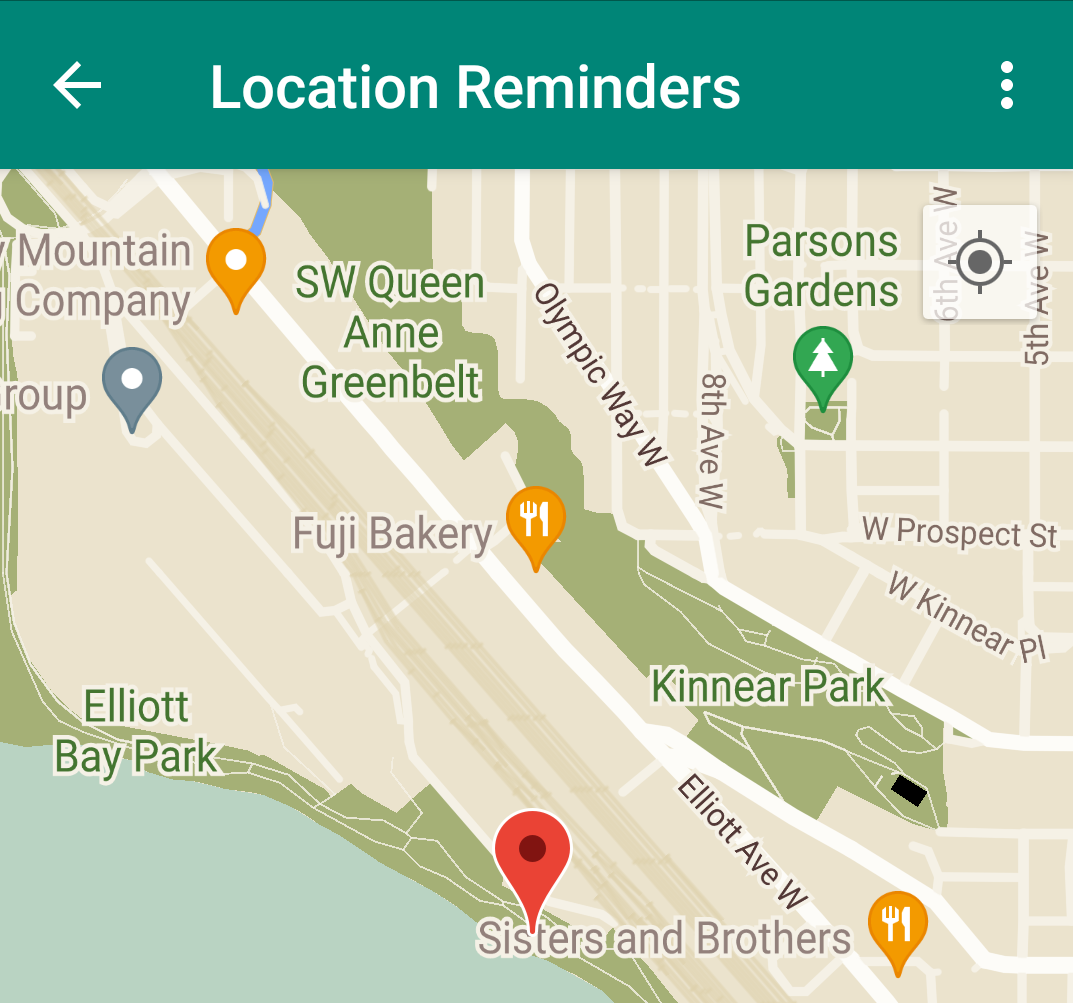 Location Reminders
Mountain
Company
SW Queen
Anne
Greenbelt
Parsons
Gardens
6th Ave W
5th Ave W
Olympic Way W
8th Ave W
Fuji Bakery
W Prospect St
W Kinnear Pl
Kinnear Park
Elliott
Bay Park
Elliott Ave W
Sisters and Brothers